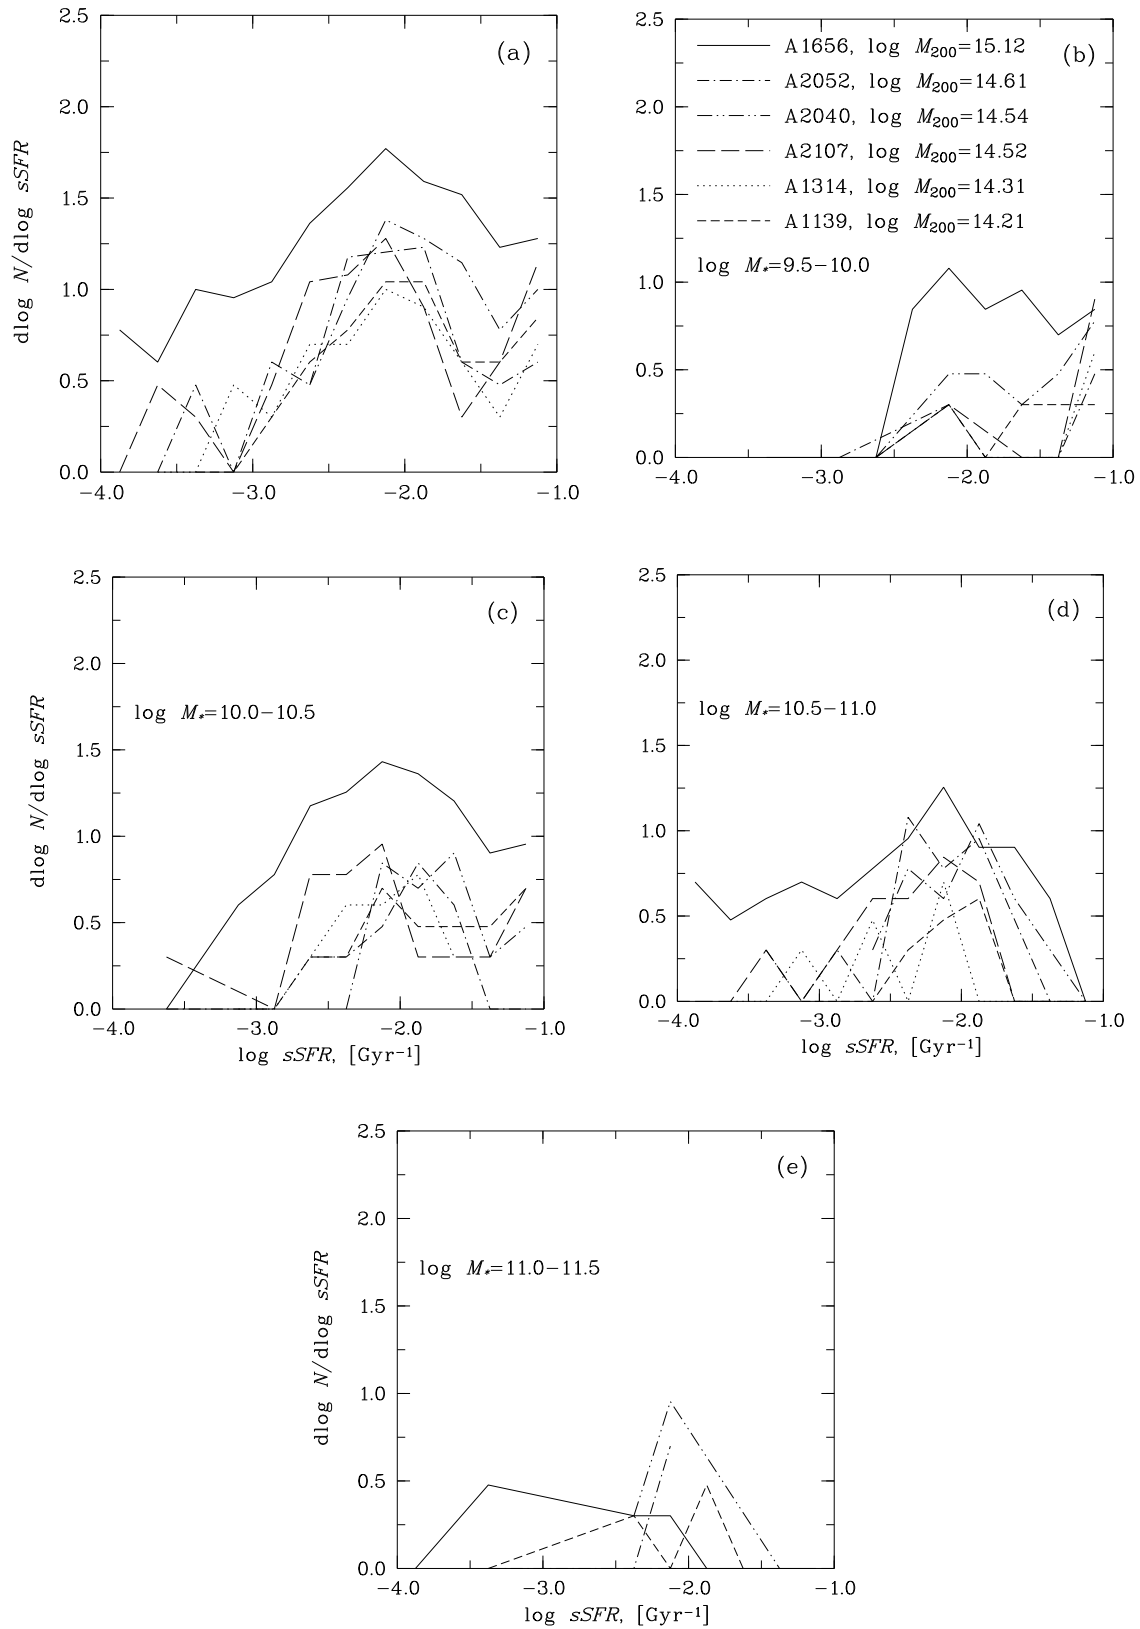 2.5
2.0
1.5
1.0
0.5
0.0
−4.0 −3.0 −2.0 −1.0
dlog N/dlog sSFR
(a)
2.5
2.0
1.5
1.0
0.5
0.0
−4.0 −3.0 −2.0 −1.0
A1656, log M₂₀₀=15.12
(b)
A2052, log M₂₀₀=14.61
A2040, log M₂₀₀=14.54
A2107, log M₂₀₀=14.52
A1314, log M₂₀₀=14.31
A1139, log M₂₀₀=14.21
log M*=9.5−10.0
2.5
2.0
1.5
1.0
0.5
0.0
−4.0 −3.0 −2.0 −1.0
dlog N/dlog sSFR
(c)
log M*=10.0−10.5
log sSFR, [Gyr⁻¹]
2.5
2.0
1.5
1.0
0.5
0.0
−4.0 −3.0 −2.0 −1.0
(d)
log M*=10.5−11.0
log sSFR, [Gyr⁻¹]
2.5
2.0
1.5
1.0
0.5
0.0
−4.0 −3.0 −2.0 −1.0
dlog N/dlog sSFR
(e)
log M*=11.0−11.5
log sSFR, [Gyr⁻¹]